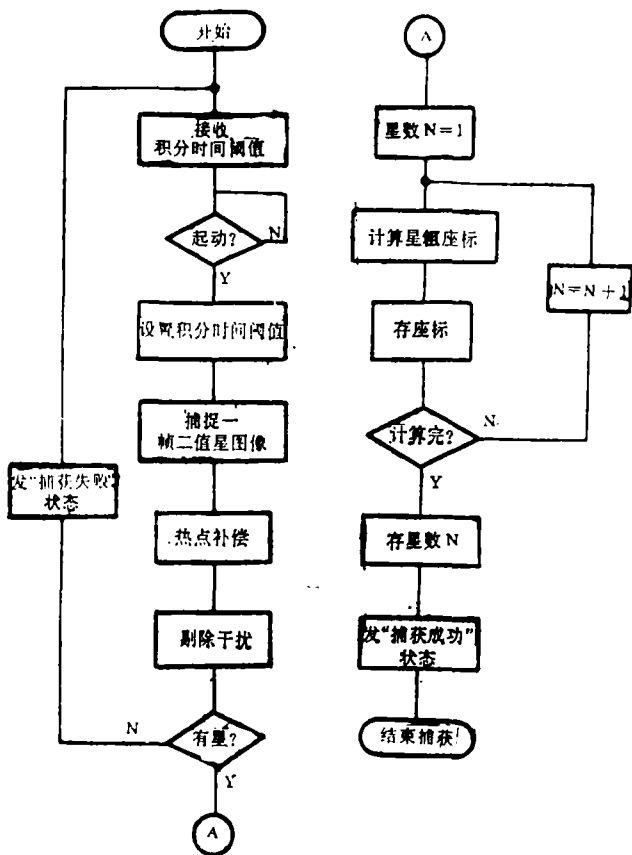 开始
接收
积分时间阈值
起动?
N
Y
设置积分时间阈值
捕捉一
帧二值星图像
发"捕获失败"
状态
热点补偿
剔除干扰
N
有星?
Y
A
A
星数 N=1
计算星粗座标
N=N+1
存座标
计算完?
N
Y
存星数 N
发"捕获成功"
状态
结束捕获